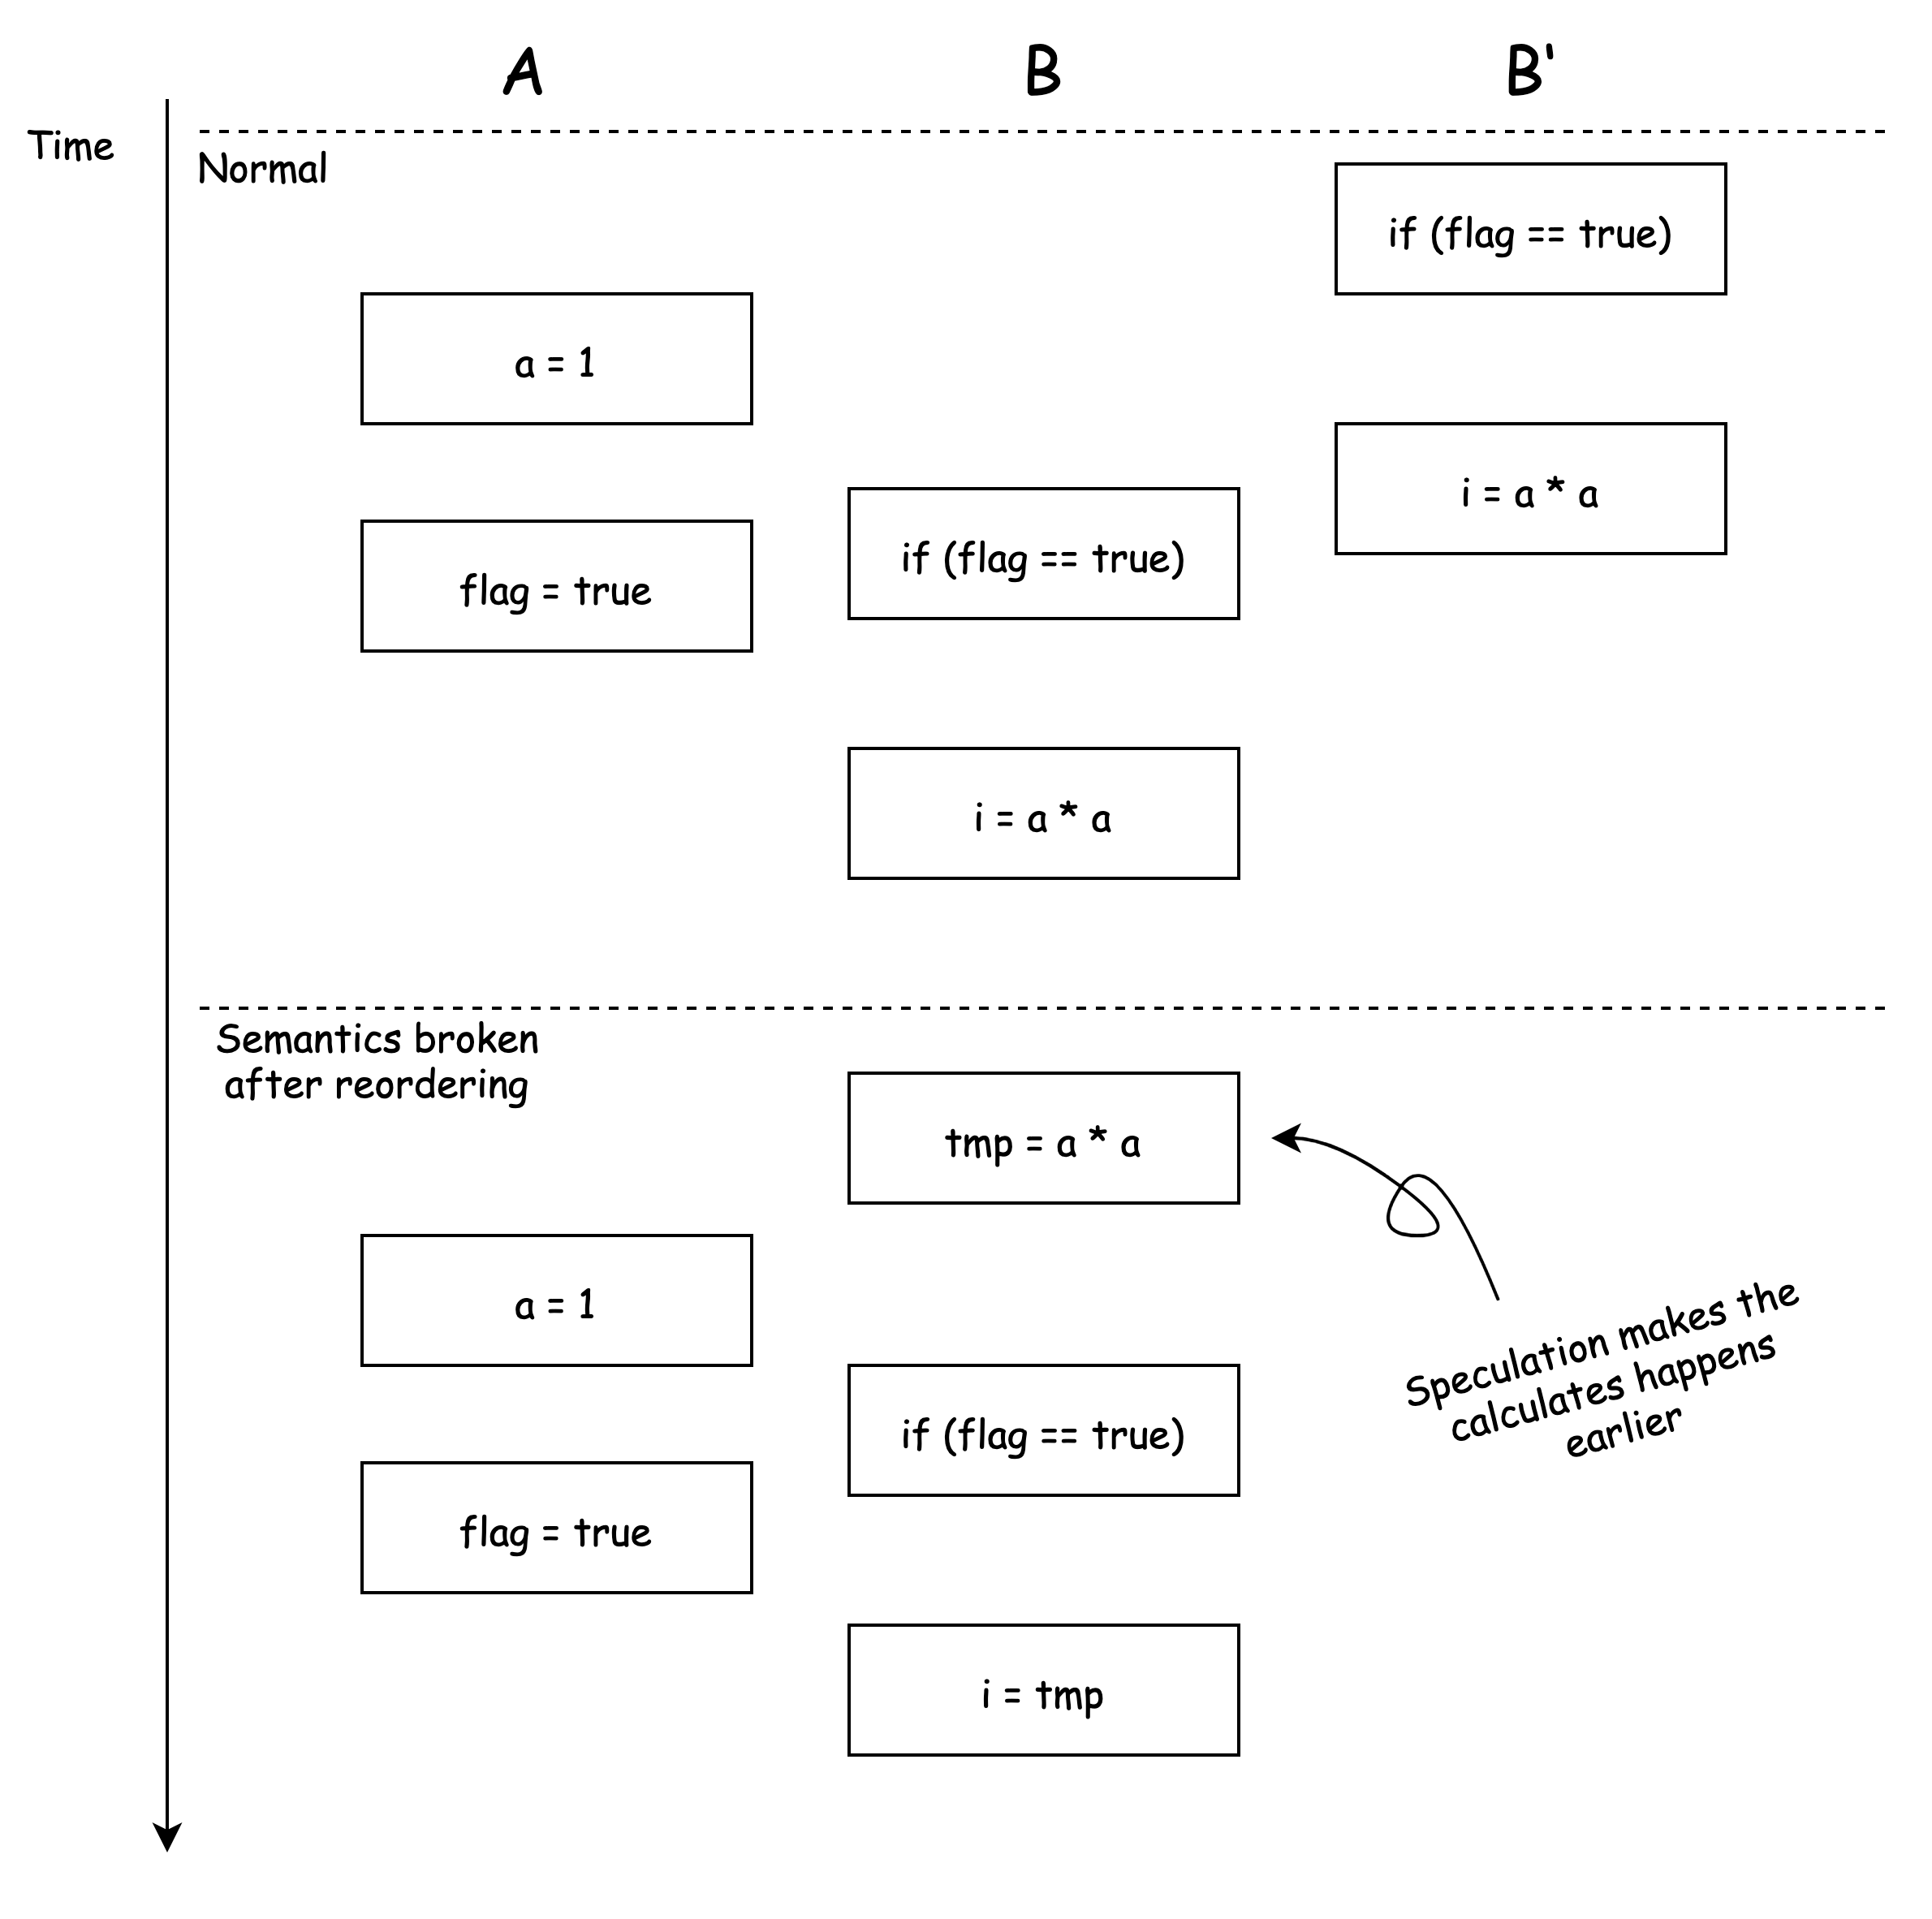 A
B
B'
Time
Normal
if (flag == true)
a = 1
i = a * a
if (flag == true)
flag = true
i = a * a
Semantics broken
after reordering
tmp = a * a
a = 1
Speculation makes the
calculates happens
earlier
if (flag == true)
flag = true
i = tmp